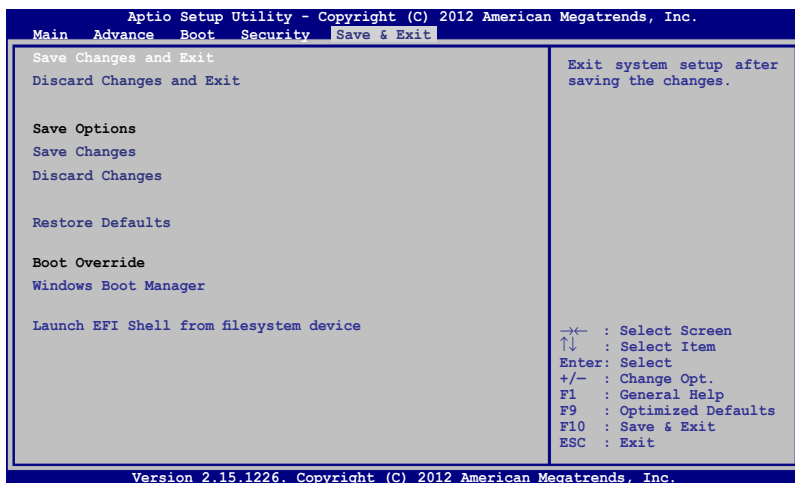 Aptio Setup Utility - Copyright (C) 2012 American Megatrends, Inc.
Main Advance Boot Security Save & Exit
Save Changes and Exit
Discard Changes and Exit
Save Options
Save Changes
Discard Changes
Restore Defaults
Boot Override
Windows Boot Manager
Launch EFI Shell from filesystem device
Exit system setup after
saving the changes.
→← : Select Screen
↑↓ : Select Item
Enter: Select
+/— : Change Opt.
F1 : General Help
F9 : Optimized Defaults
F10 : Save & Exit
ESC : Exit
Version 2.15.1226. Copyright (C) 2012 American Megatrends, Inc.